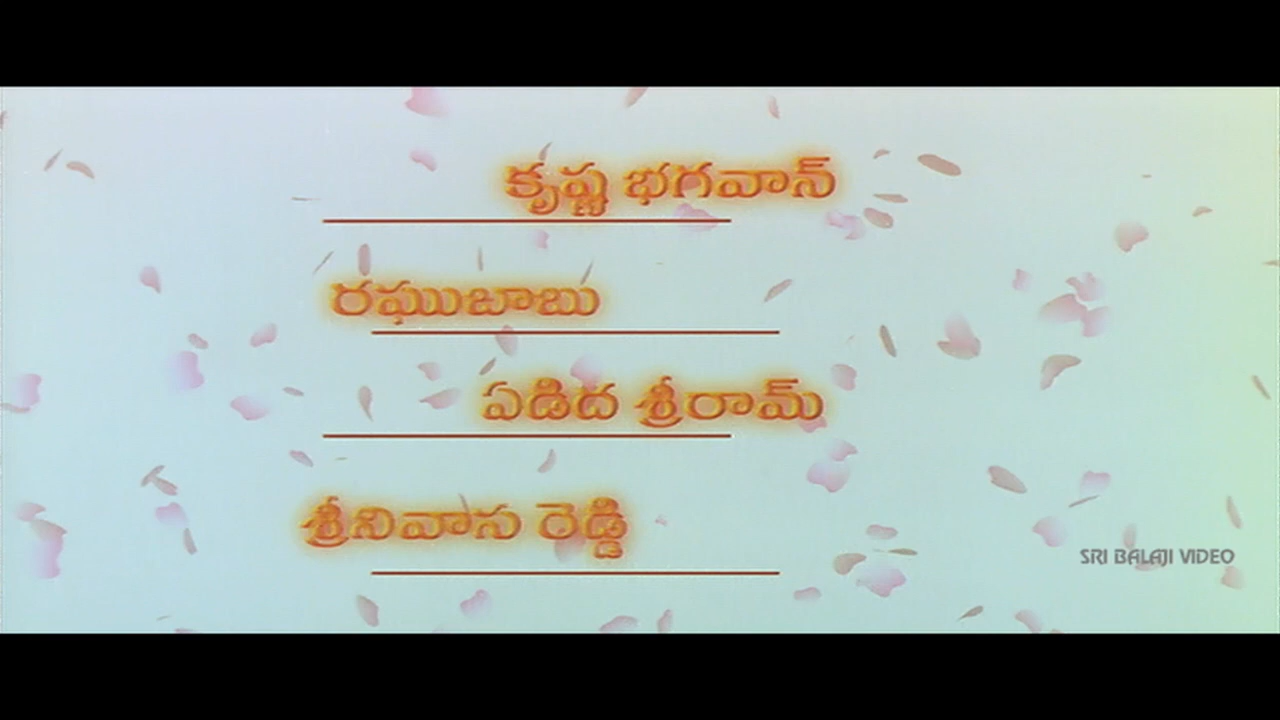 కృష్ణ భగవాన్
రఘుబాబు
ఏడిద శ్రీరామ్
శ్రీనివాస రెడ్డి
SRI BALAJI VIDEO